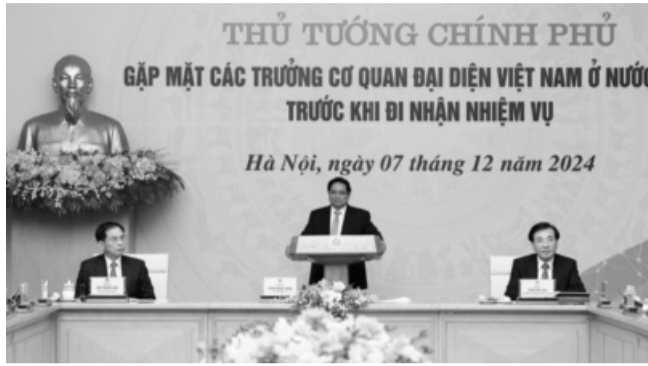 THỦ TƯỚNG CHÍNH PHỦ
GẶP MẶT CÁC TRƯỞNG CƠ QUAN ĐẠI DIỆN VIỆT NAM Ở NƯỚC
TRƯỚC KHI ĐI NHẬN NHIỆM VỤ
Hà Nội, ngày 07 tháng 12 năm 2024